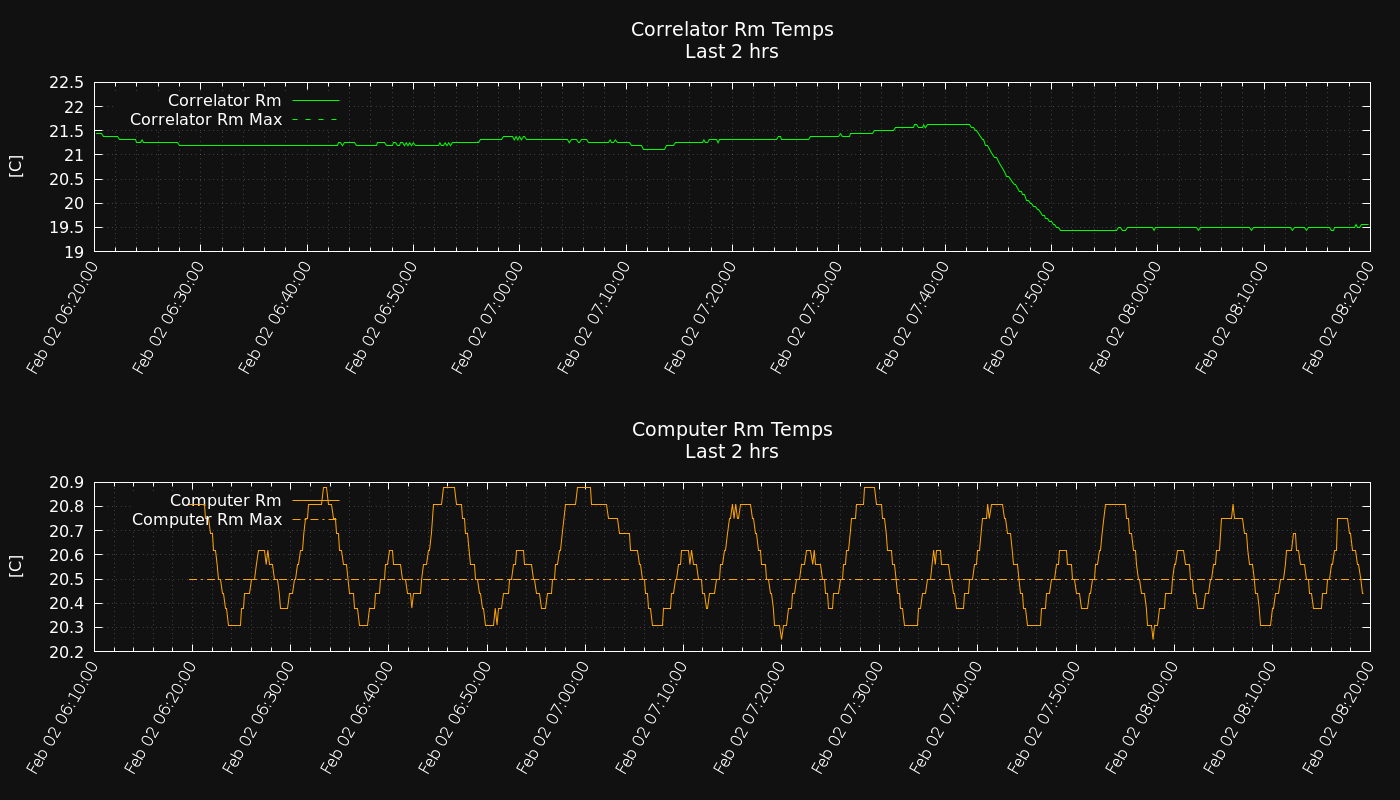 Correlator Rm Temps
Last 2 hrs
22.5
22
21.5
21
20.5
20
19.5
19
[C]
Correlator Rm
Correlator Rm Max
Feb 02 06:20:00
Feb 02 06:30:00
Feb 02 06:40:00
Feb 02 06:50:00
Feb 02 07:00:00
Feb 02 07:10:00
Feb 02 07:20:00
Feb 02 07:30:00
Feb 02 07:40:00
Feb 02 07:50:00
Feb 02 08:00:00
Feb 02 08:10:00
Feb 02 08:20:00
Computer Rm Temps
Last 2 hrs
20.9
20.8
20.7
20.6
20.5
20.4
20.3
20.2
[C]
Computer Rm
Computer Rm Max
Feb 02 06:10:00
Feb 02 06:20:00
Feb 02 06:30:00
Feb 02 06:40:00
Feb 02 06:50:00
Feb 02 07:00:00
Feb 02 07:10:00
Feb 02 07:20:00
Feb 02 07:30:00
Feb 02 07:40:00
Feb 02 07:50:00
Feb 02 08:00:00
Feb 02 08:10:00
Feb 02 08:20:00